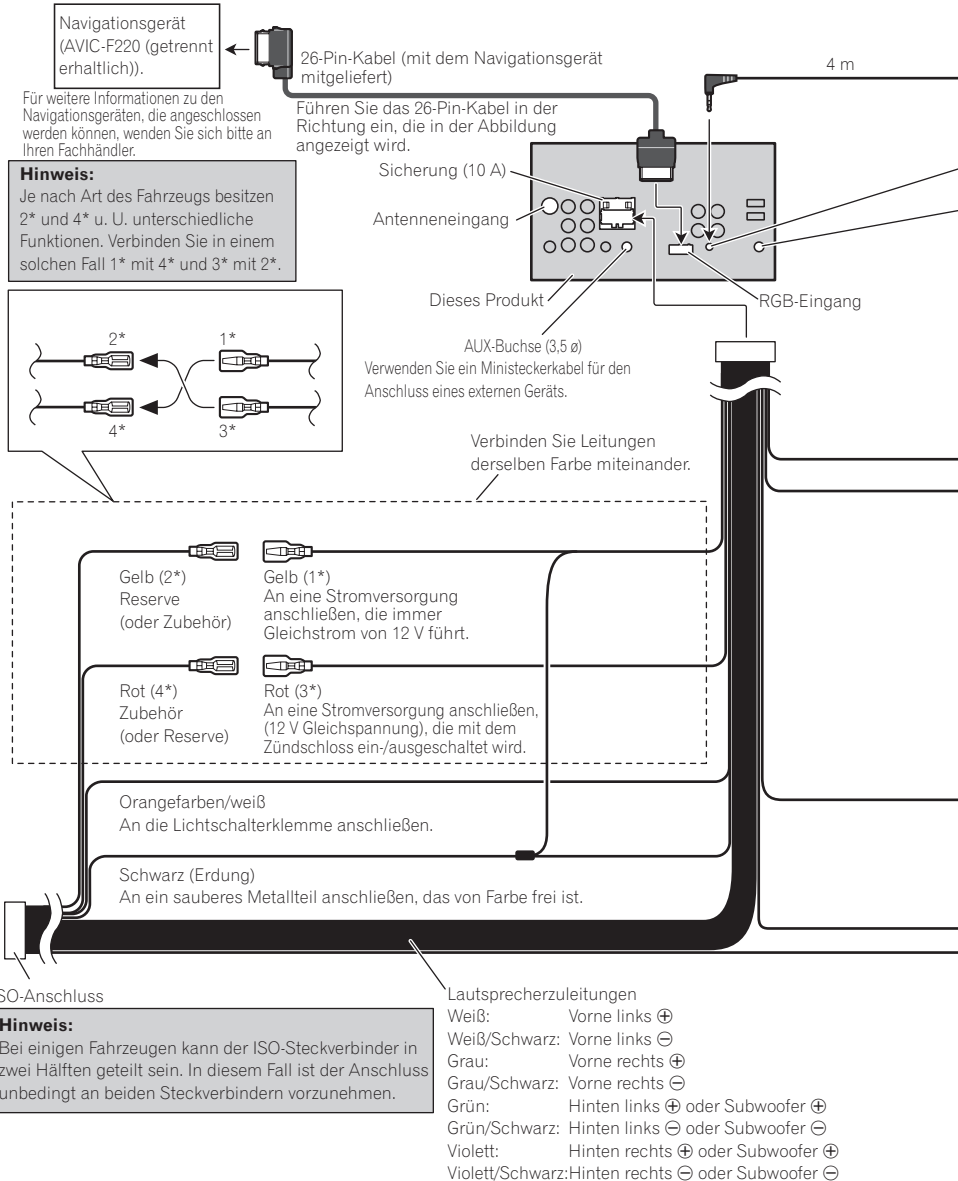 Navigationsgerät
(AVIC-F220 (getrennt
erhaltlich)).
Für weitere Informationen zu den
Navigationsgeräten, die angeschlossen
werden können, wenden Sie sich bitte an
Ihren Fachhändler.
26-Pin-Kabel (mit dem Navigationsgerät
mitgeliefert)
Führen Sie das 26-Pin-Kabel in der
Richtung ein, die in der Abbildung
angezeigt wird.
4 m
Hinweis:
Je nach Art des Fahrzeugs besitzen
2* und 4* u. U. unterschiedliche
Funktionen. Verbinden Sie in einem
solchen Fall 1* mit 4* und 3* mit 2*.
Sicherung (10 A)
Antenneneingang
Dieses Produkt
RGB-Eingang
AUX-Buchse (3,5 ø)
Verwenden Sie ein Ministeckerkabel für den
Anschluss eines externen Geräts.
2*
1*
4*
3*
Verbinden Sie Leitungen
derselben Farbe miteinander.
Gelb (2*)
Reserve
(oder Zubehör)
Gelb (1*)
An eine Stromversorgung
anschließen, die immer
Gleichstrom von 12 V führt.
Rot (4*)
Zubehör
(oder Reserve)
Rot (3*)
An eine Stromversorgung anschließen,
(12 V Gleichspannung), die mit dem
Zündschloss ein-/ausgeschaltet wird.
Orangefarben/weiß
An die Lichtschalterklemme anschließen.
Schwarz (Erdung)
An ein sauberes Metallteil anschließen, das von Farbe frei ist.
SO-Anschluss
Hinweis:
Bei einigen Fahrzeugen kann der ISO-Steckverbinder in
zwei Hälften geteilt sein. In diesem Fall ist der Anschluss
unbedingt an beiden Steckverbindern vorzunehmen.
Lautsprecherzuleitungen
Weiß: Vorne links ⊕
Weiß/Schwarz: Vorne links ⊖
Grau: Vorne rechts ⊕
Grau/Schwarz: Vorne rechts ⊖
Grün: Hinten links ⊕ oder Subwoofer ⊕
Grün/Schwarz: Hinten links ⊖ oder Subwoofer ⊖
Violett: Hinten rechts ⊕ oder Subwoofer ⊕
Violett/Schwarz:Hinten rechts ⊖ oder Subwoofer ⊖